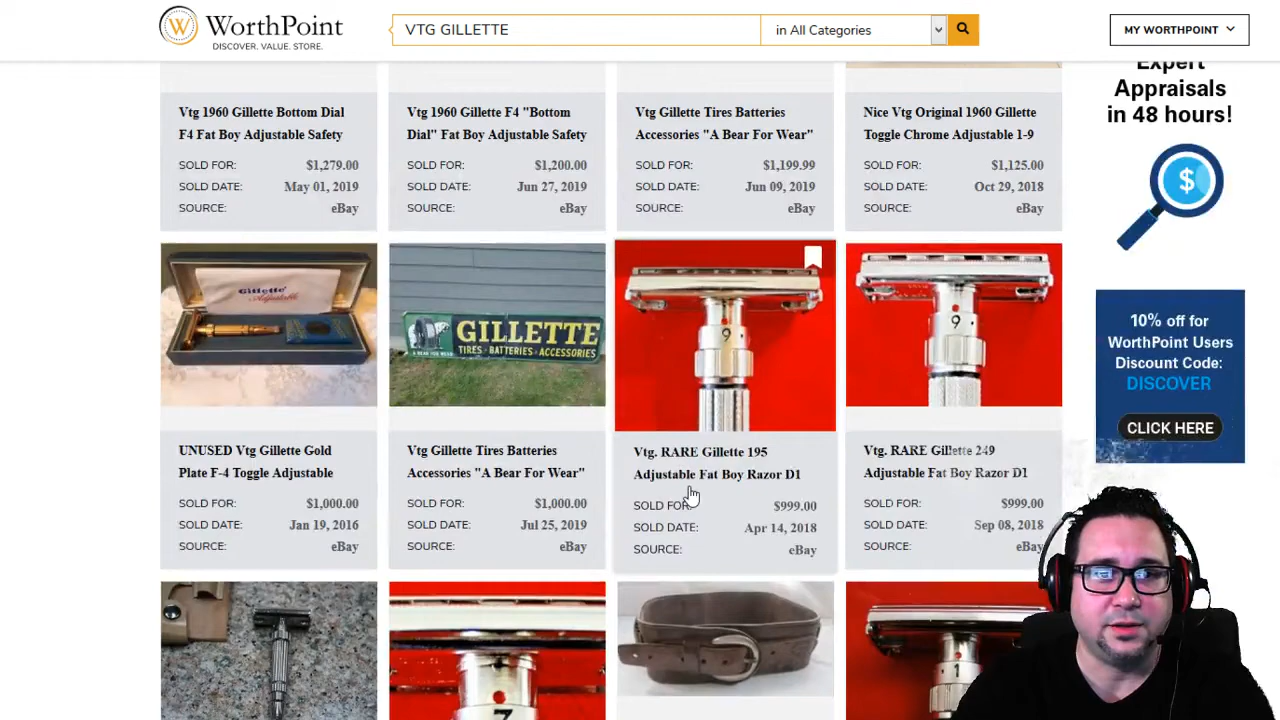 WorthPoint
DISCOVER. VALUE. STORE.
VTG GILLETTE
in All Categories
MY WORTHPOINT
Expert
Appraisals
in 48 hours!
Vtg 1960 Gillette Bottom Dial
F4 Fat Boy Adjustable Safety
SOLD FOR: $1,279.00
SOLD DATE: May 01, 2019
SOURCE: eBay
Vtg 1960 Gillette F4 "Bottom
Dial" Fat Boy Adjustable Safety
SOLD FOR: $1,200.00
SOLD DATE: Jun 27, 2019
SOURCE: eBay
Vtg Gillette Tires Batteries
Accessories "A Bear For Wear"
SOLD FOR: $1,199.99
SOLD DATE: Jun 09, 2019
SOURCE: eBay
Nice Vtg Original 1960 Gillette
Toggle Chrome Adjustable 1-9
SOLD FOR: $1,125.00
SOLD DATE: Oct 29, 2018
SOURCE: eBay
$
Gillette
Adjustable
GILLETTE
TIRES · BATTERIES · ACCESSORIES
A BEAR FOR WEAR
9
9
10% off for
WorthPoint Users
Discount Code:
DISCOVER
CLICK HERE
UNUSED Vtg Gillette Gold
Plate F-4 Toggle Adjustable
SOLD FOR: $1,000.00
SOLD DATE: Jan 19, 2016
SOURCE: eBay
Vtg Gillette Tires Batteries
Accessories "A Bear For Wear"
SOLD FOR: $1,000.00
SOLD DATE: Jul 25, 2019
SOURCE: eBay
Vtg. RARE Gillette 195
Adjustable Fat Boy Razor D1
SOLD FOR: $999.00
SOLD DATE: Apr 14, 2018
SOURCE: eBay
Vtg. RARE Gillette 249
Adjustable Fat Boy Razor D1
SOLD FOR: $999.00
SOLD DATE: Sep 08, 2018
SOURCE: eBay
7
1